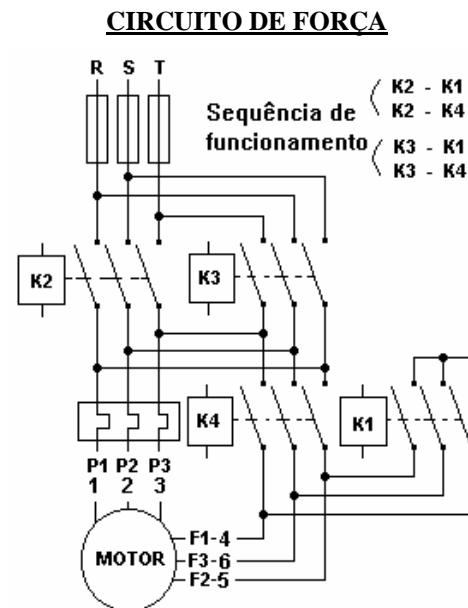 CIRCUITO DE FORÇA
R S T
K2 - K1
Sequência de
K2 - K4
funcionamento
K3 - K1
K3 - K4
K2
K3
K4
K1
P1 P2 P3
1 2 3
MOTOR
F1-4
F3-6
F2-5